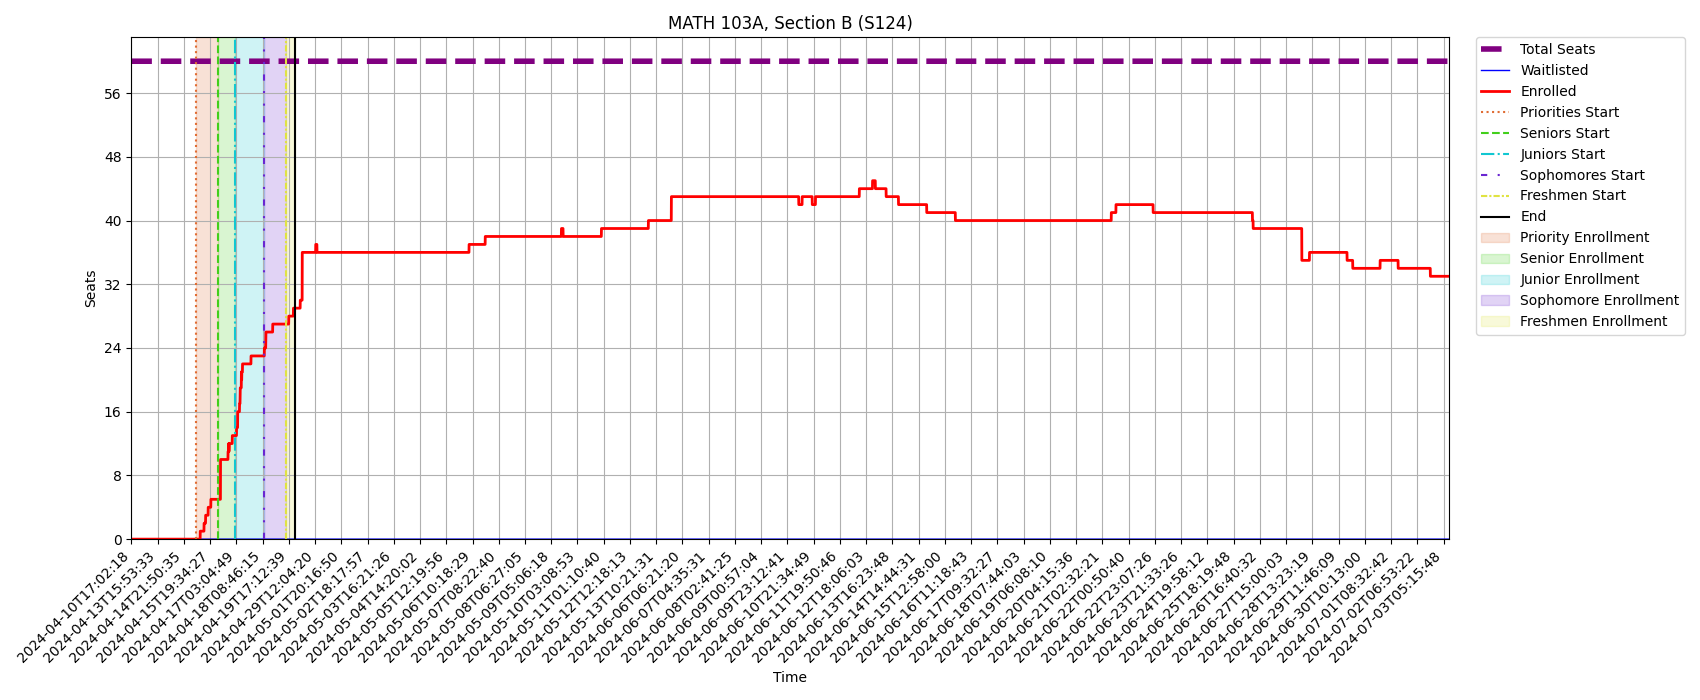 MATH 103A, Section B (S124)
Total Seats
Waitlisted
Enrolled
Priorities Start
Seniors Start
Juniors Start
Sophomores Start
Freshmen Start
End
Priority Enrollment
Senior Enrollment
Junior Enrollment
Sophomore Enrollment
Freshmen Enrollment
Seats
56
48
40
32
24
16
8
0
2024-04-10T17:02:18
2024-04-13T15:53:33
2024-04-14T21:50:35
2024-04-15T19:34:27
2024-04-17T03:04:49
2024-04-18T08:46:15
2024-04-19T17:12:39
2024-04-29T12:04:20
2024-05-01T20:16:50
2024-05-02T18:17:57
2024-05-03T16:21:26
2024-05-04T14:20:02
2024-05-05T12:19:56
2024-05-06T10:18:29
2024-05-07T08:22:40
2024-05-08T06:27:05
2024-05-09T05:06:18
2024-05-10T03:08:53
2024-05-11T01:10:40
2024-05-12T12:18:13
2024-05-13T10:21:31
2024-06-06T06:21:20
2024-06-07T04:35:31
2024-06-08T02:41:25
2024-06-09T00:57:04
2024-06-09T23:12:41
2024-06-10T21:34:49
2024-06-11T19:50:46
2024-06-12T18:06:03
2024-06-13T16:23:48
2024-06-14T14:44:31
2024-06-15T12:58:00
2024-06-16T11:18:43
2024-06-17T09:32:27
2024-06-18T07:44:03
2024-06-19T06:08:10
2024-06-20T04:15:36
2024-06-21T02:32:21
2024-06-22T00:50:40
2024-06-22T23:07:26
2024-06-23T21:33:26
2024-06-24T19:58:12
2024-06-25T18:19:48
2024-06-26T16:40:32
2024-06-27T15:00:03
2024-06-28T13:23:19
2024-06-29T11:46:09
2024-06-30T10:13:00
2024-07-01T08:32:42
2024-07-02T06:53:22
2024-07-03T05:15:48
Time